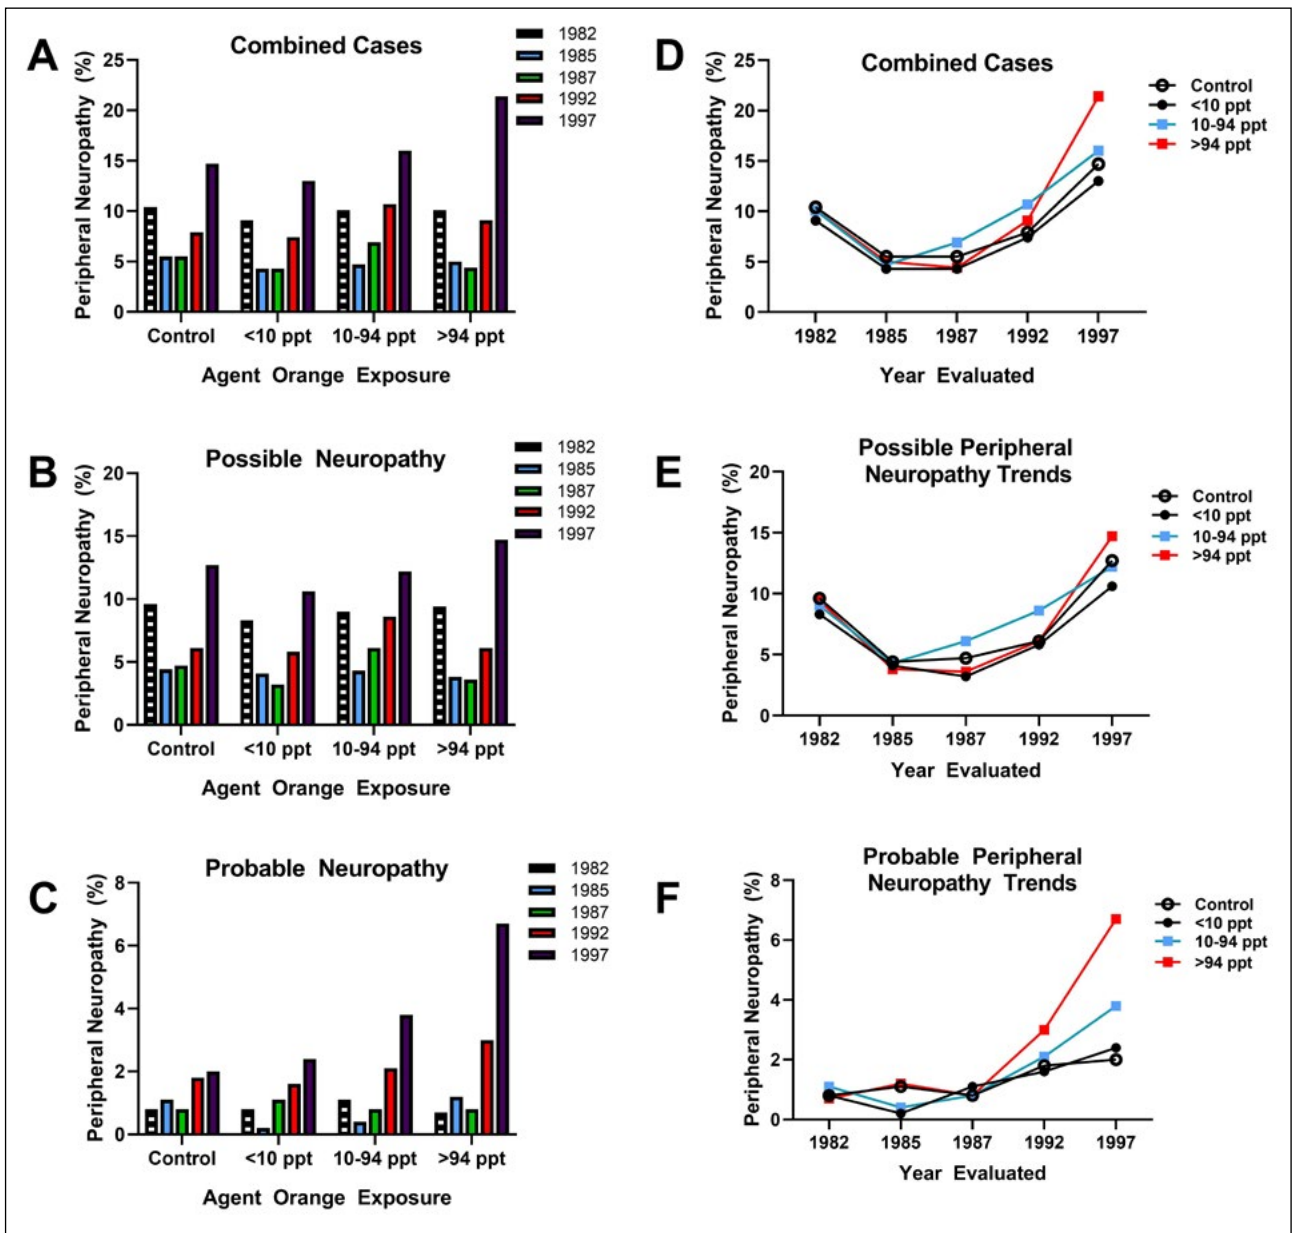 A
Combined Cases
1982
1985
1987
1992
1997
Peripheral Neuropathy (%)
25
20
15
10
5
0
Control <10 ppt 10-94 ppt >94 ppt
Agent Orange Exposure
D
Combined Cases
Control
<10 ppt
10-94 ppt
>94 ppt
Peripheral Neuropathy (%)
25
20
15
10
5
0
1982 1985 1987 1992 1997
Year Evaluated
B
Possible Neuropathy
1982
1985
1987
1992
1997
Peripheral Neuropathy (%)
20
15
10
5
0
Control <10 ppt 10-94 ppt >94 ppt
Agent Orange Exposure
E
Possible Peripheral
Neuropathy Trends
Control
<10 ppt
10-94 ppt
>94 ppt
Peripheral Neuropathy (%)
20
15
10
5
0
1982 1985 1987 1992 1997
Year Evaluated
C
Probable Neuropathy
1982
1985
1987
1992
1997
Peripheral Neuropathy (%)
8
6
4
2
0
Control <10 ppt 10-94 ppt >94 ppt
Agent Orange Exposure
F
Probable Peripheral
Neuropathy Trends
Control
<10 ppt
10-94 ppt
>94 ppt
Peripheral Neuropathy (%)
8
6
4
2
0
1982 1985 1987 1992 1997
Year Evaluated